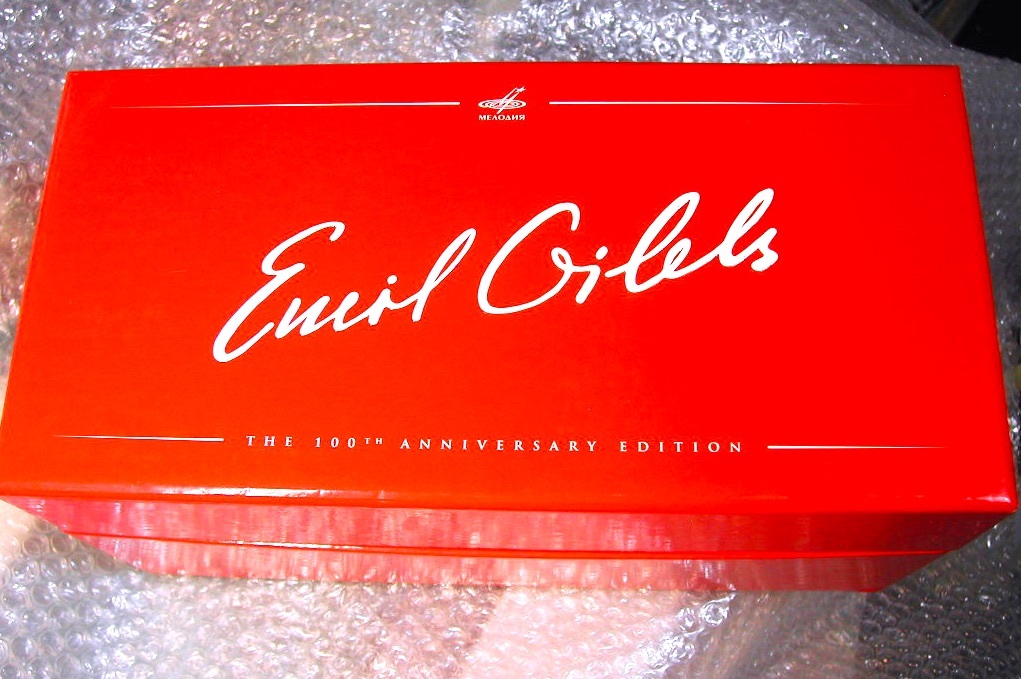 МЕЛОДИЯ
Emil Gilels
THE 100TH ANNIVERSARY EDITION